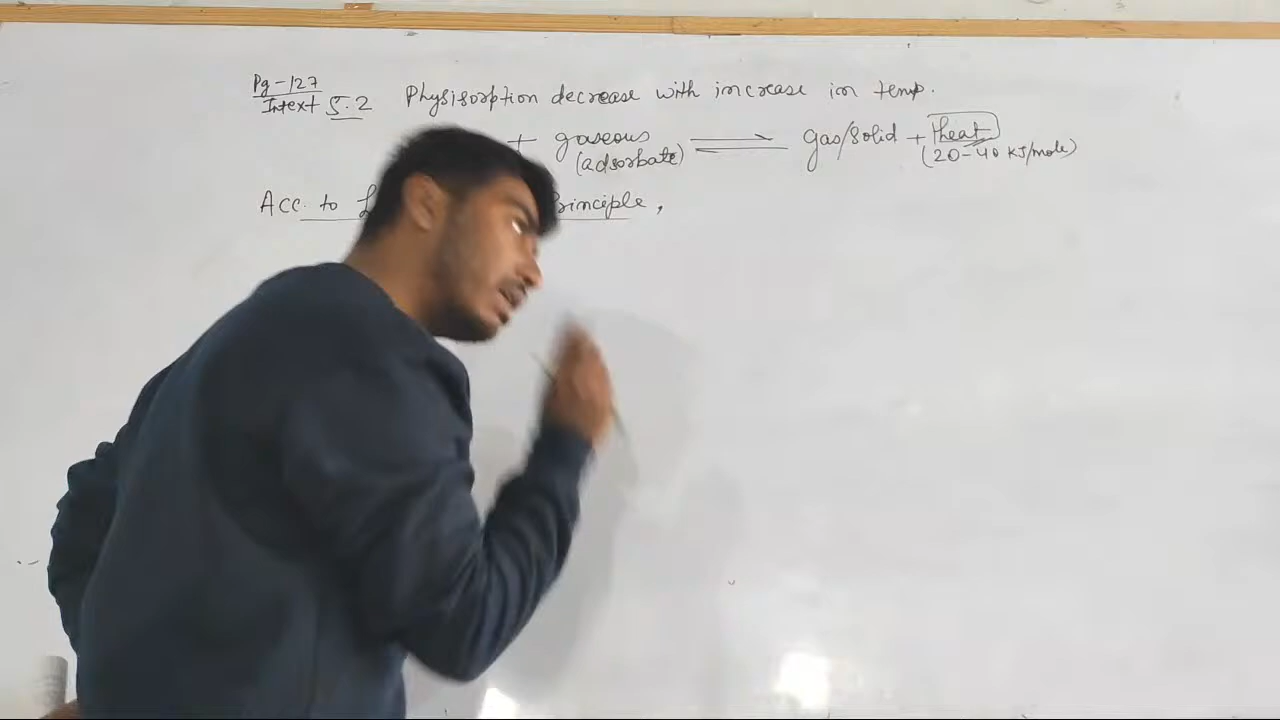 Pg-127
Intext 5.2 Physisorption decrease with increase in temp.
+ gaseous ⇌ gas/solid + heat
(adsorbate) (20-40 KJ/mole)
Acc. to